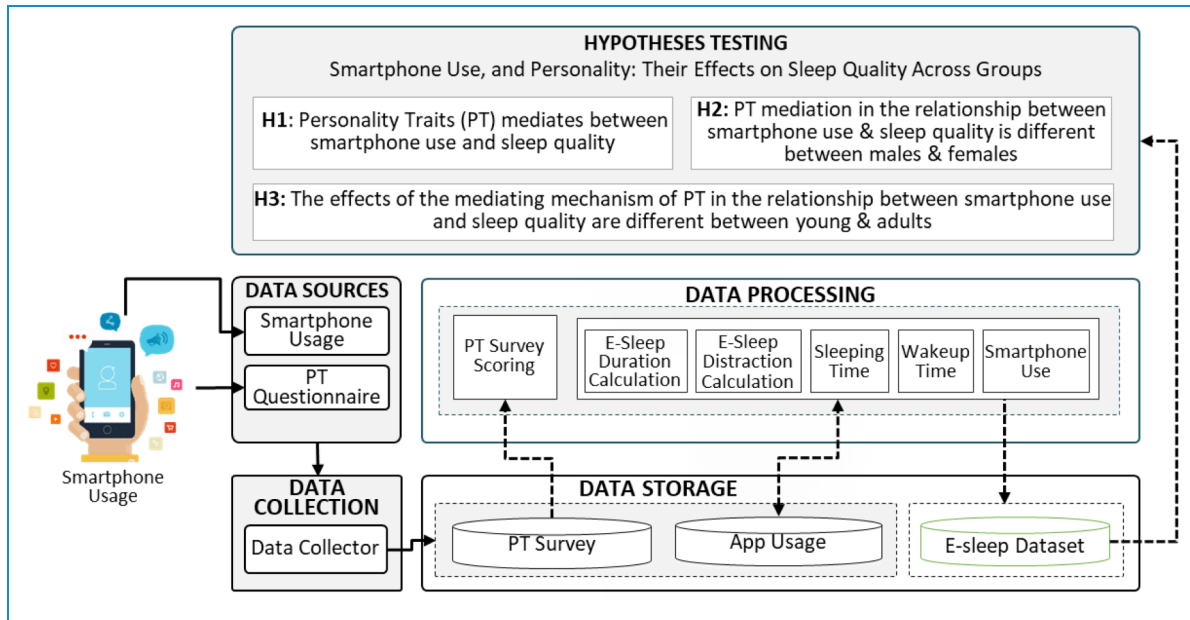 HYPOTHESES TESTING
Smartphone Use, and Personality: Their Effects on Sleep Quality Across Groups
H1: Personality Traits (PT) mediates between
smartphone use and sleep quality
H2: PT mediation in the relationship between
smartphone use & sleep quality is different
between males & females
H3: The effects of the mediating mechanism of PT in the relationship between smartphone use
and sleep quality are different between young & adults
DATA SOURCES
Smartphone
Usage
PT
Questionnaire
Smartphone
Usage
DATA PROCESSING
PT Survey
Scoring
E-Sleep
Duration
Calculation
E-Sleep
Distraction
Calculation
Sleeping
Time
Wakeup
Time
Smartphone
Use
DATA
COLLECTION
Data Collector
DATA STORAGE
PT Survey
App Usage
E-sleep Dataset